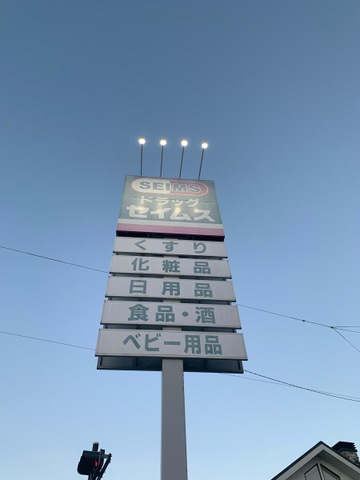 SEIMS
ドラッグ
セイムス
くすり
化粧品
日用品
食品・酒
ベビー用品